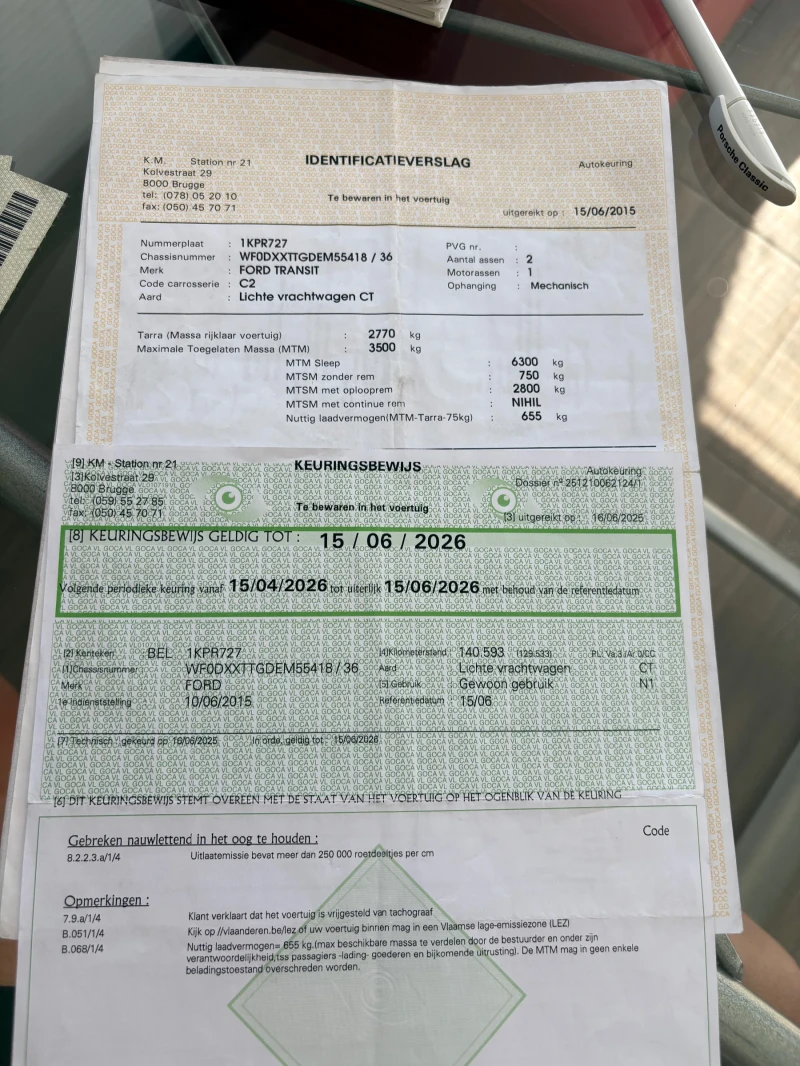 Porsche Classic
K.M. Station nr 21
Kolvestraat 29
8000 Brugge
tel: (078) 05 20 10
fax: (050) 45 70 71
IDENTIFICATIEVERSLAG
Te bewaren in het voertuig
Autokeuring
uitgereikt op : 15/06/2015
Nummerplaat : 1KPR727
Chassisnummer : WF0DXXTTGDEM55418 / 36
Merk : FORD TRANSIT
Code carrosserie : C2
Aard : Lichte vrachtwagen CT
PVG nr. :
Aantal assen : 2
Motorassen : 1
Ophanging : Mechanisch
Tarra (Massa rijklaar voertuig) : 2770 kg
Maximale Toegelaten Massa (MTM) : 3500 kg
MTM Sleep : 6300 kg
MTSM zonder rem : 750 kg
MTSM met oplooprem : 2800 kg
MTSM met continue rem : NIHIL
Nuttig laadvermogen(MTM-Tarra-75kg) : 655 kg
[9] KM - Station nr 21
[3]Kolvestraat 29
8000 Brugge
tel: (059) 55 27 85
fax: (050) 45 70 71
KEURINGSBEWIJS
Te bewaren in het voertuig
Autokeuring
Dossier nº 251210062124/1
[3] uitgereikt op : 16/06/2025
[8] KEURINGSBEWIJS GELDIG TOT : 15 / 06 / 2026
Volgende periodieke keuring vanaf 15/04/2026 tot uiterlijk 15/06/2026 met behoud van de referentiedatum
[2] Kenteken BEL 1KPR727
[1]Chassisnummer WF0DXXTTGDEM55418 / 36
Merk FORD
1e Indienststelling : 10/06/2015
[4]Kilometerstand : 140.593 (129.533) P.L: Va:3/Ar:0/CC
Aard Lichte vrachtwagen CT
[5] Gebruik : Gewoon gebruik N1
Referentiedatum 15/06
[7] Technisch : gekeurd op 16/06/2025 In orde, geldig tot : 15/06/2026
[6] DIT KEURINGSBEWIJS STEMT OVEREEN MET DE STAAT VAN HET VOERTUIG OP HET OGENBLIK VAN DE KEURING
Gebreken nauwlettend in het oog te houden : Code
8.2.2.3.a/1/4 Uitlaatemissie bevat meer dan 250 000 roetdeeltjes per cm
Opmerkingen :
7.9.a/1/4 Klant verklaart dat het voertuig is vrijgesteld van tachograaf
B.051/1/4 Kijk op //vlaanderen.be/lez of uw voertuig binnen mag in een Vlaamse lage-emissiezone (LEZ)
B.068/1/4 Nuttig laadvermogen= 655 kg.(max beschikbare massa te verdelen door de bestuurder en onder zijn
verantwoordelijkheid,tss passagiers -lading- goederen en bijkomende uitrusting). De MTM mag in geen enkele
beladingstoestand overschreden worden.